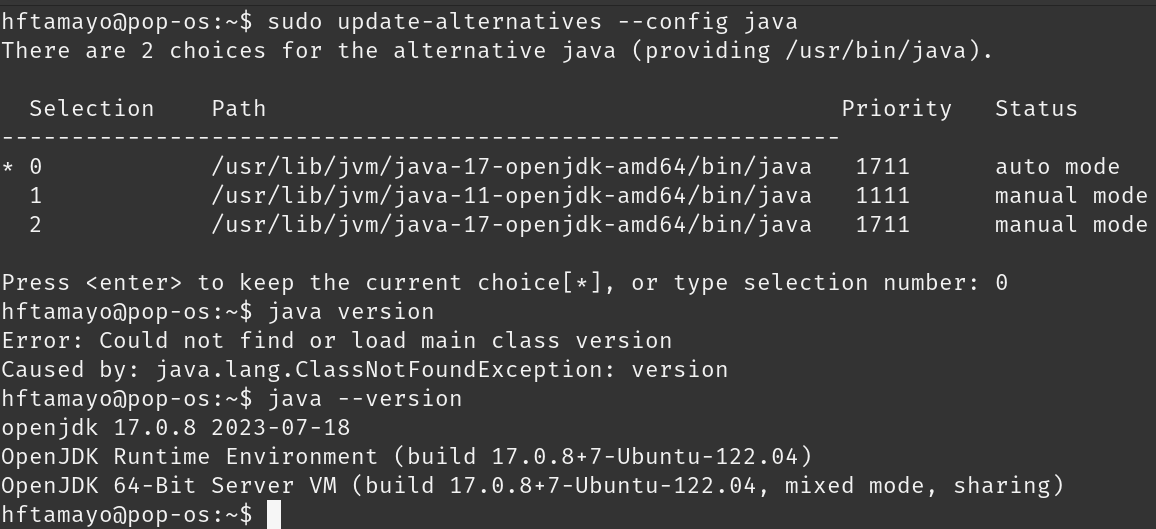 hftamayo@pop-os:~$ sudo update-alternatives --config java
There are 2 choices for the alternative java (providing /usr/bin/java).
Selection Path Priority Status
------------------------------------------------------------
* 0 /usr/lib/jvm/java-17-openjdk-amd64/bin/java 1711 auto mode
1 /usr/lib/jvm/java-11-openjdk-amd64/bin/java 1111 manual mode
2 /usr/lib/jvm/java-17-openjdk-amd64/bin/java 1711 manual mode
Press <enter> to keep the current choice[*], or type selection number: 0
hftamayo@pop-os:~$ java version
Error: Could not find or load main class version
Caused by: java.lang.ClassNotFoundException: version
hftamayo@pop-os:~$ java --version
openjdk 17.0.8 2023-07-18
OpenJDK Runtime Environment (build 17.0.8+7-Ubuntu-122.04)
OpenJDK 64-Bit Server VM (build 17.0.8+7-Ubuntu-122.04, mixed mode, sharing)
hftamayo@pop-os:~$